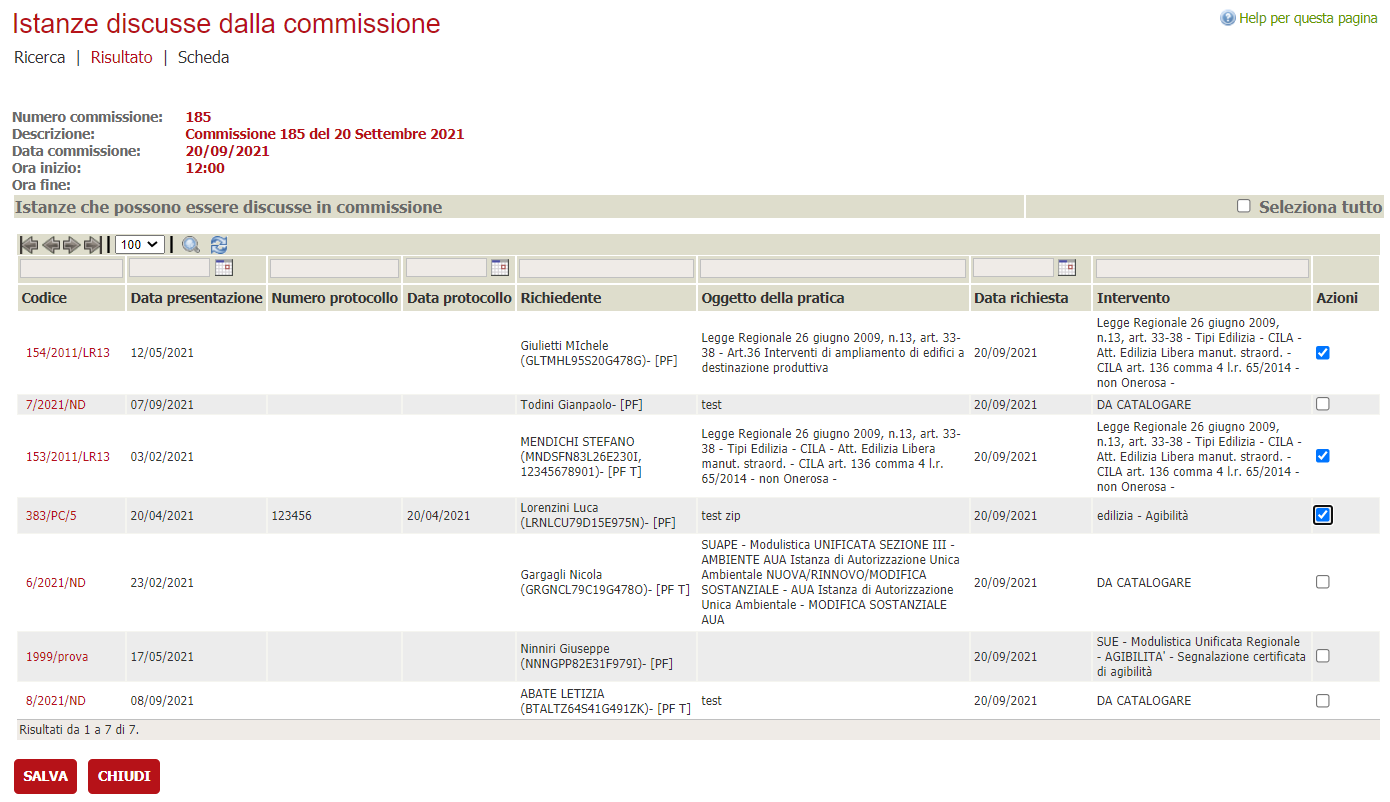 Istanze discusse dalla commissione
Help per questa pagina
Ricerca | Risultato | Scheda
Numero commissione: 185
Descrizione: Commissione 185 del 20 Settembre 2021
Data commissione: 20/09/2021
Ora inizio: 12:00
Ora fine:
Istanze che possono essere discusse in commissione
Seleziona tutto
100
Codice Data presentazione Numero protocollo Data protocollo Richiedente Oggetto della pratica Data richiesta Intervento Azioni
154/2011/LR13
12/05/2021
Giulietti MIchele
(GLTMHL95S20G478G)- [PF]
Legge Regionale 26 giugno 2009, n.13, art. 33-
38 - Art.36 Interventi di ampliamento di edifici a
destinazione produttiva
20/09/2021
Legge Regionale 26 giugno 2009,
n.13, art. 33-38 - Tipi Edilizia - CILA -
Att. Edilizia Libera manut. straord. -
CILA art. 136 comma 4 l.r. 65/2014 -
non Onerosa -
7/2021/ND
07/09/2021
Todini Gianpaolo- [PF]
test
20/09/2021
DA CATALOGARE
153/2011/LR13
03/02/2021
MENDICHI STEFANO
(MNDSFN83L26E230I,
12345678901)- [PF T]
Legge Regionale 26 giugno 2009, n.13, art. 33-
38 - Tipi Edilizia - CILA - Att. Edilizia Libera
manut. straord. - CILA art. 136 comma 4 l.r.
65/2014 - non Onerosa -
20/09/2021
Legge Regionale 26 giugno 2009,
n.13, art. 33-38 - Tipi Edilizia - CILA -
Att. Edilizia Libera manut. straord. -
CILA art. 136 comma 4 l.r. 65/2014 -
non Onerosa -
383/PC/5
20/04/2021
123456
20/04/2021
Lorenzini Luca
(LRNLCU79D15E975N)- [PF]
test zip
20/09/2021
edilizia - Agibilità
6/2021/ND
23/02/2021
Gargagli Nicola
(GRGNCL79C19G478O)- [PF T]
SUAPE - Modulistica UNIFICATA SEZIONE III -
AMBIENTE AUA Istanza di Autorizzazione Unica
Ambientale NUOVA/RINNOVO/MODIFICA
SOSTANZIALE - AUA Istanza di Autorizzazione
Unica Ambientale - MODIFICA SOSTANZIALE
AUA
20/09/2021
DA CATALOGARE
1999/prova
17/05/2021
Ninniri Giuseppe
(NNNGPP82E31F979I)- [PF]
20/09/2021
SUE - Modulistica Unificata Regionale
- AGIBILITA' - Segnalazione certificata
di agibilità
8/2021/ND
08/09/2021
ABATE LETIZIA
(BTALTZ64S41G491ZK)- [PF T]
test
20/09/2021
DA CATALOGARE
Risultati da 1 a 7 di 7.
SALVA
CHIUDI